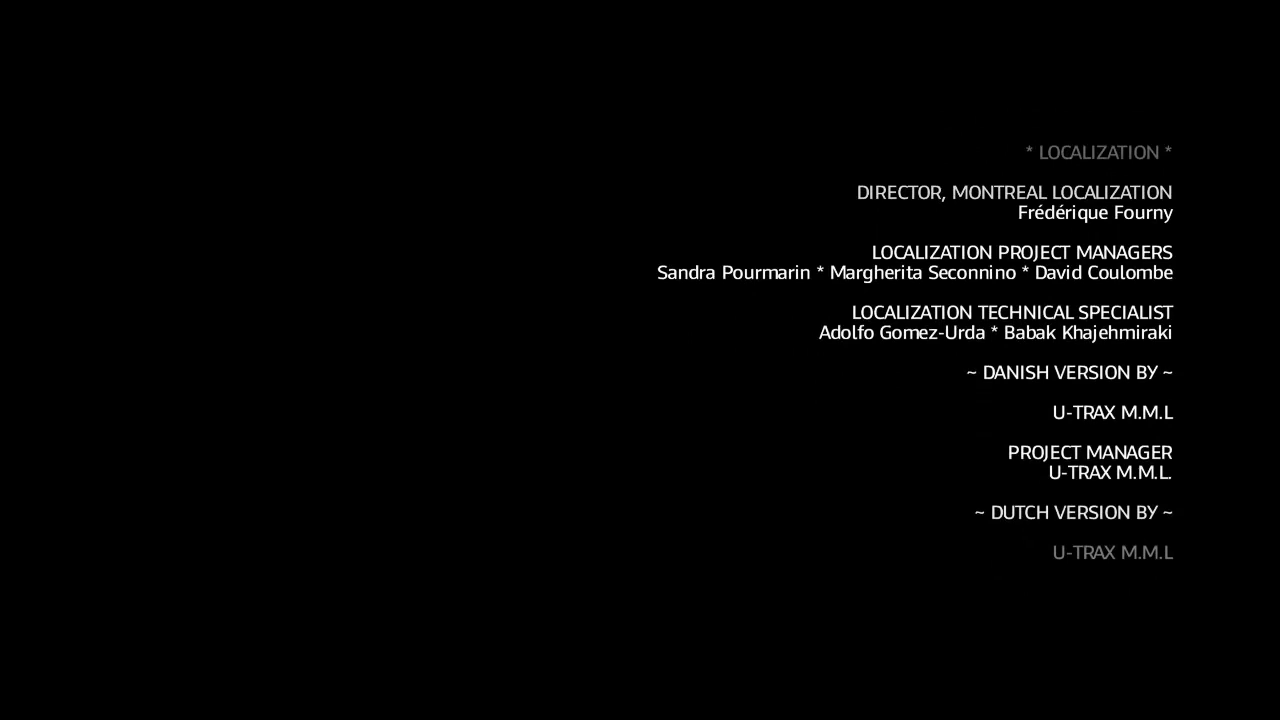 * LOCALIZATION *
DIRECTOR, MONTREAL LOCALIZATION
Frédérique Fourny
LOCALIZATION PROJECT MANAGERS
Sandra Pourmarin * Margherita Seconnino * David Coulombe
LOCALIZATION TECHNICAL SPECIALIST
Adolfo Gomez-Urda * Babak Khajehmiraki
~ DANISH VERSION BY ~
U-TRAX M.M.L
PROJECT MANAGER
U-TRAX M.M.L.
~ DUTCH VERSION BY ~
U-TRAX M.M.L